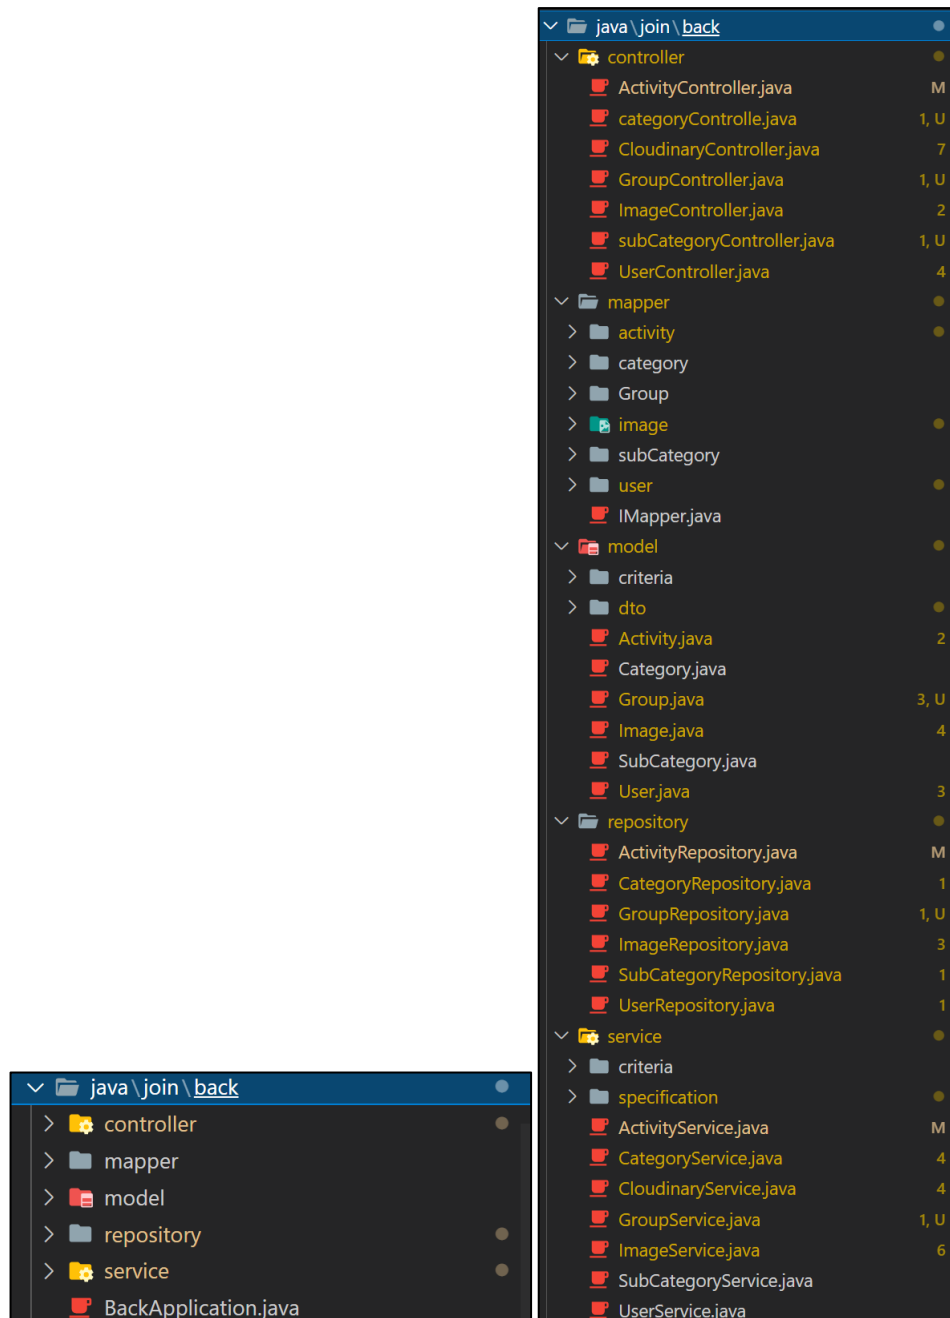 java\join\back
controller
mapper
model
repository
service
BackApplication.java
java\join\back
controller
ActivityController.java M
categoryControlle.java 1, U
CloudinaryController.java 7
GroupController.java 1, U
ImageController.java 2
subCategoryController.java 1, U
UserController.java 4
mapper
activity
category
Group
image
subCategory
user
IMapper.java
model
criteria
dto
Activity.java 2
Category.java
Group.java 3, U
Image.java 4
SubCategory.java
User.java 3
repository
ActivityRepository.java M
CategoryRepository.java 1
GroupRepository.java 1, U
ImageRepository.java 3
SubCategoryRepository.java 1
UserRepository.java 1
service
criteria
specification
ActivityService.java M
CategoryService.java 4
CloudinaryService.java 4
GroupService.java 1, U
ImageService.java 6
SubCategoryService.java
UserService.java